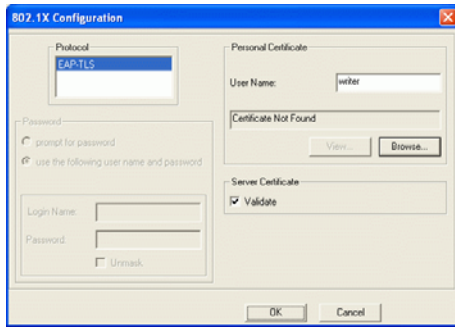 802.1X Configuration
Protocol
EAP-TLS
Password
prompt for password
use the following user name and password
Login Name:
Password:
Unmask
Personal Certificate
User Name:
writer
Certificate Not Found
View...
Browse...
Server Certificate
Validate
OK
Cancel